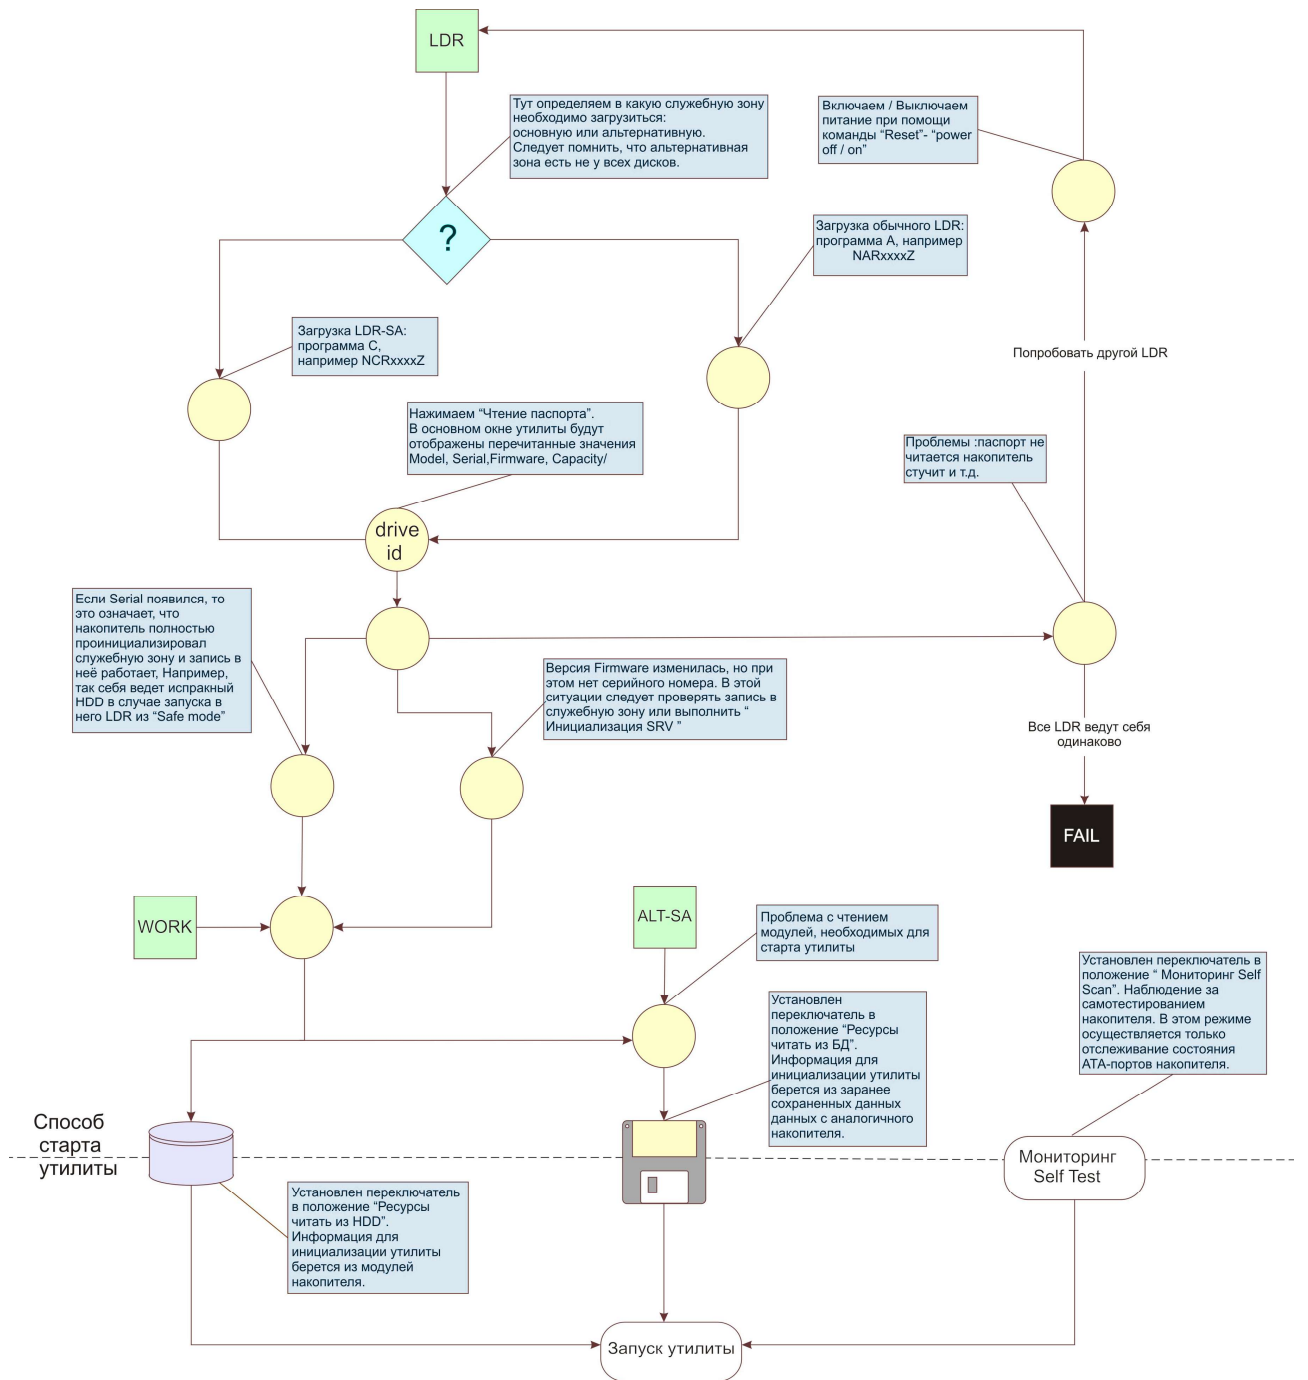 LDR
Тут определяем в какую служебную зону
необходимо загрузиться:
основную или альтернативную.
Следует помнить, что альтернативная
зона есть не у всех дисков.
Включаем / Выключаем
питание при помощи
команды “Reset”- “power
off / on”
?
Загрузка обычного LDR:
программа A, например
NARxxxxZ
Загрузка LDR-SA:
программа C,
например NCRxxxxZ
Попробовать другой LDR
Нажимаем “Чтение паспорта”.
В основном окне утилиты будут
отображены перечитанные значения
Model, Serial,Firmware, Capacity/
Проблемы :паспорт не
читается накопитель
стучит и т.д.
drive
id
Если Serial появился, то
это означает, что
накопитель полностью
проинициализировал
служебную зону и запись в
неё работает, Например,
так себя ведет испракный
HDD в случае запуска в
него LDR из “Safe mode”
Версия Firmware изменилась, но при
этом нет серийного номера. В этой
ситуации следует проверять запись в
служебную зону или выполнить “
Инициализация SRV ”
Все LDR ведут себя
одинаково
FAIL
WORK
ALT-SA
Проблема с чтением
модулей, необходимых для
старта утилиты
Установлен переключатель в
положение “ Мониторинг Self
Scan”. Наблюдение за
самотестированием
накопителя. В этом режиме
осуществляется только
отслеживание состояния
АТА-портов накопителя.
Установлен
переключатель в
положение “Ресурсы
читать из БД”.
Информация для
инициализации утилиты
берется из заранее
сохраненных данных
данных с аналогичного
накопителя.
Способ
старта
утилиты
Мониторинг
Self Test
Установлен переключатель
в положение “Ресурсы
читать из HDD”.
Информация для
инициализации утилиты
берется из модулей
накопителя.
Запуск утилиты